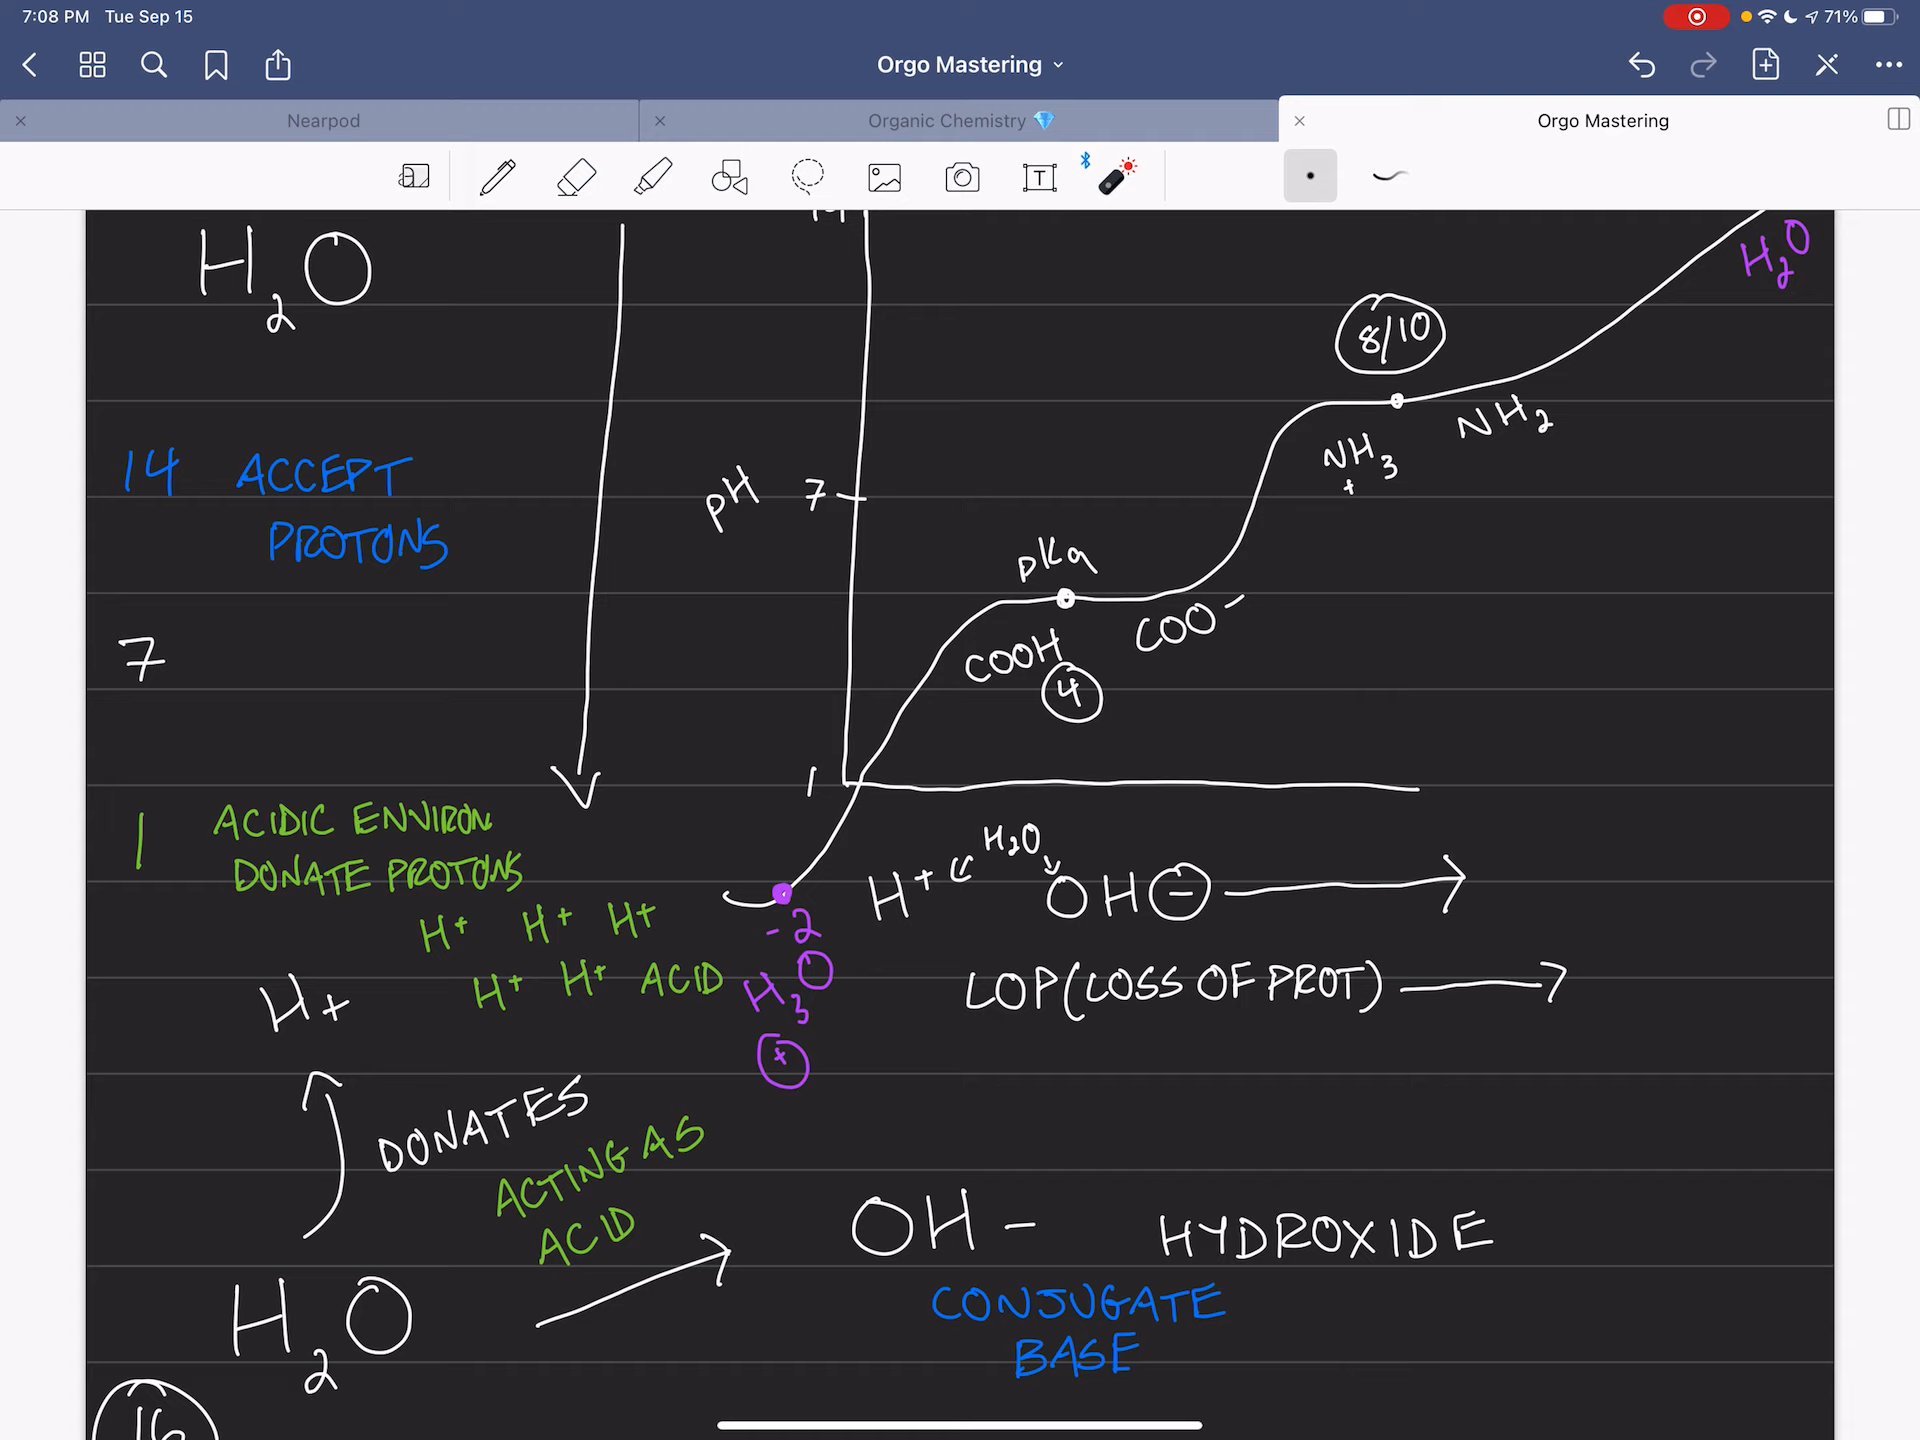 7:08 PM Tue Sep 15
71%
Orgo Mastering
Nearpod
Organic Chemistry 💎
Orgo Mastering
H2O
H2O
8/10
NH2
NH3
+
14 ACCEPT
PROTONS
pH 7
pKa
COO-
COOH
4
7
1
1 ACIDIC ENVIRON
DONATE PROTONS
H+ H+ H+
H+ H+ ACID
-2
H3O
+
H2O
H+ OH-
LOP(LOSS OF PROT)
H+
DONATES
ACTING AS
ACID
OH- HYDROXIDE
CONJUGATE
BASE
H2O
16